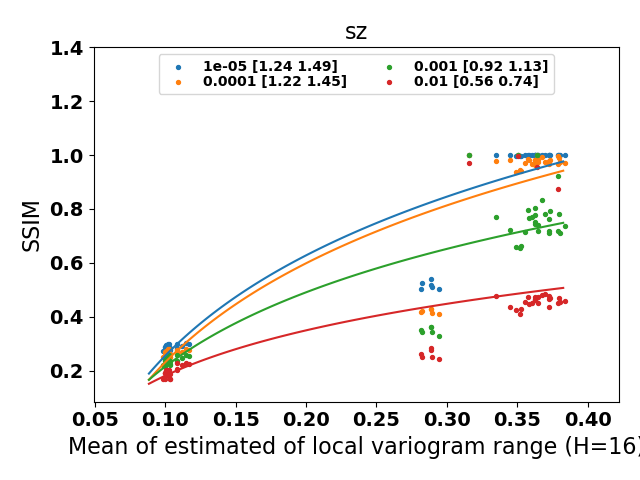 sz
1e-05 [1.24 1.49]
0.0001 [1.22 1.45]
0.001 [0.92 1.13]
0.01 [0.56 0.74]
SSIM
1.4
1.2
1.0
0.8
0.6
0.4
0.2
0.05 0.10 0.15 0.20 0.25 0.30 0.35 0.40
Mean of estimated of local variogram range (H=16)